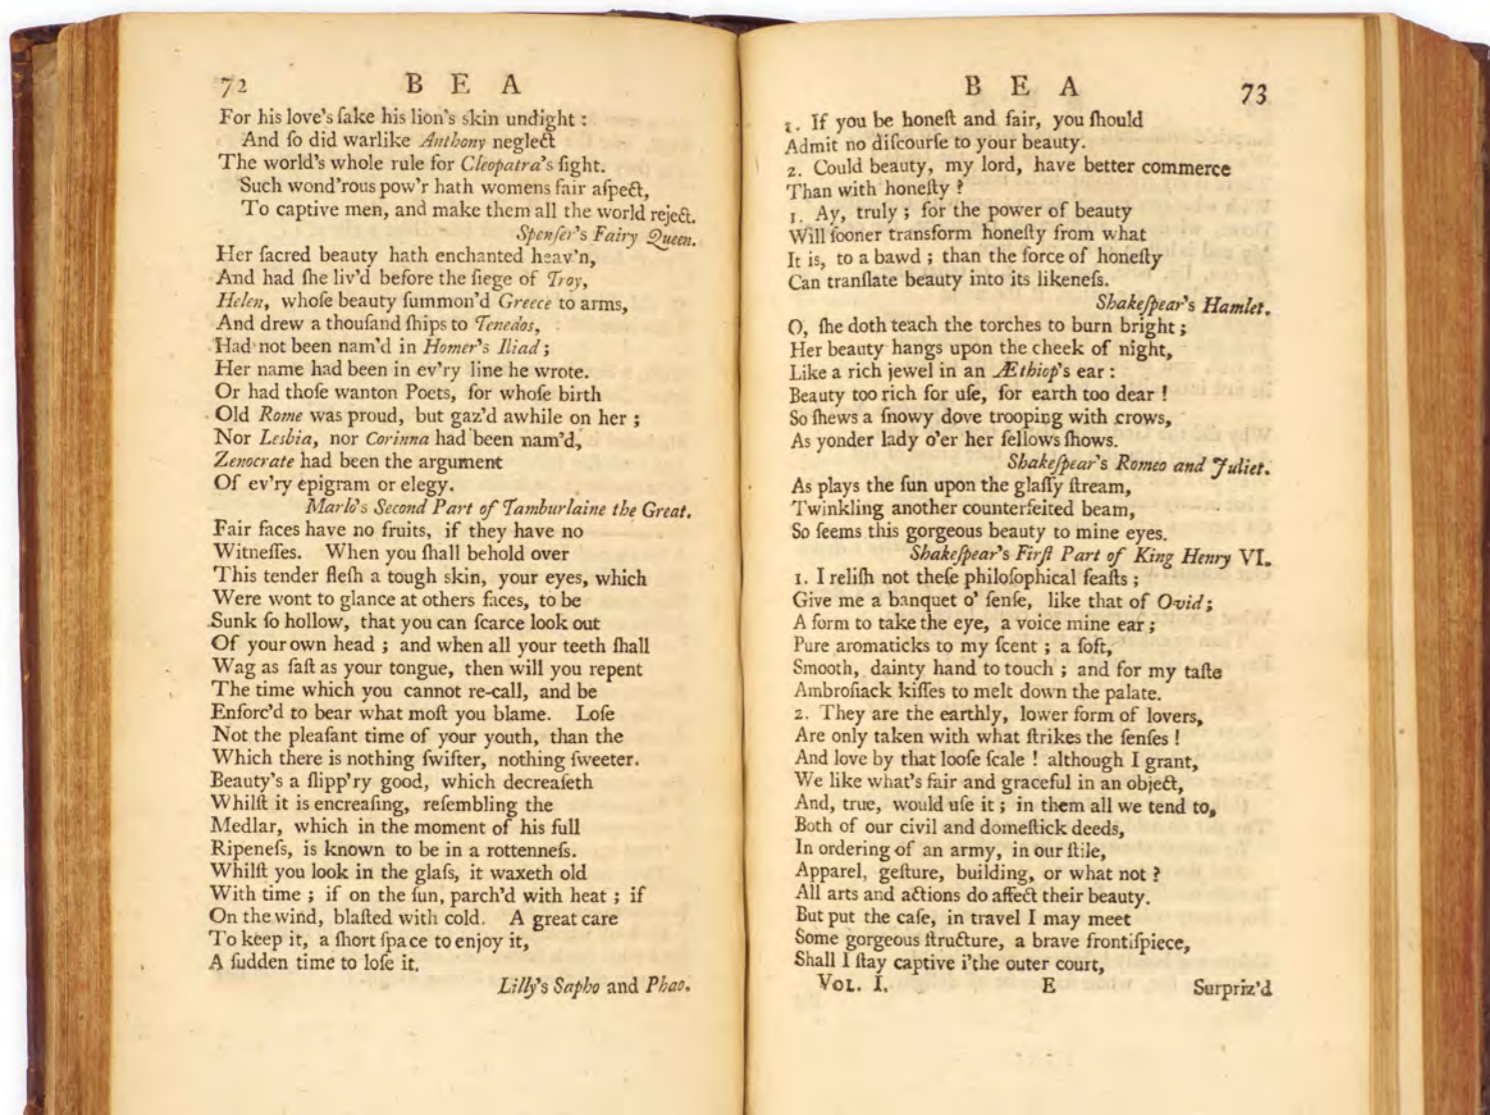 72 B E A
For his love's ſake his lion's skin undight :
And ſo did warlike Anthony neglect
The world's whole rule for Cleopatra's ſight.
Such wond'rous pow'r hath womens fair aſpect,
To captive men, and make them all the world reject.
Spenſer's Fairy Queen.
Her ſacred beauty hath enchanted heav'n,
And had ſhe liv'd before the ſiege of Troy,
Helen, whoſe beauty ſummon'd Greece to arms,
And drew a thouſand ſhips to Tenedos,
Had not been nam'd in Homer's Iliad ;
Her name had been in ev'ry line he wrote.
Or had thoſe wanton Poets, for whoſe birth
Old Rome was proud, but gaz'd awhile on her ;
Nor Lesbia, nor Corinna had been nam'd,
Zenocrate had been the argument
Of ev'ry epigram or elegy.
Marlo's Second Part of Tamburlaine the Great.
Fair faces have no fruits, if they have no
Witneſſes. When you ſhall behold over
This tender fleſh a tough skin, your eyes, which
Were wont to glance at others faces, to be
Sunk ſo hollow, that you can ſcarce look out
Of your own head ; and when all your teeth ſhall
Wag as faſt as your tongue, then will you repent
The time which you cannot re-call, and be
Enforc'd to bear what moſt you blame. Loſe
Not the pleaſant time of your youth, than the
Which there is nothing ſwifter, nothing ſweeter.
Beauty's a ſlipp'ry good, which decreaſeth
Whilſt it is encreaſing, reſembling the
Medlar, which in the moment of his full
Ripeneſs, is known to be in a rottenneſs.
Whilſt you look in the glaſs, it waxeth old
With time ; if on the ſun, parch'd with heat ; if
On the wind, blaſted with cold. A great care
To keep it, a ſhort ſpace to enjoy it,
A ſudden time to loſe it.
Lilly's Sapho and Phao.
B E A 73
1. If you be honeſt and fair, you ſhould
Admit no diſcourſe to your beauty.
2. Could beauty, my lord, have better commerce
Than with honeſty ?
1. Ay, truly ; for the power of beauty
Will ſooner transform honeſty from what
It is, to a bawd ; than the force of honeſty
Can tranſlate beauty into its likeneſs.
Shakeſpear's Hamlet.
O, ſhe doth teach the torches to burn bright ;
Her beauty hangs upon the cheek of night,
Like a rich jewel in an Æthiop's ear :
Beauty too rich for uſe, for earth too dear !
So ſhews a ſnowy dove trooping with crows,
As yonder lady o'er her fellows ſhows.
Shakeſpear's Romeo and Juliet.
As plays the ſun upon the glaſſy ſtream,
Twinkling another counterfeited beam,
So ſeems this gorgeous beauty to mine eyes.
Shakeſpear's Firſt Part of King Henry VI.
1. I reliſh not theſe philoſophical feaſts ;
Give me a banquet o' ſenſe, like that of Ovid ;
A form to take the eye, a voice mine ear ;
Pure aromaticks to my ſcent ; a ſoft,
Smooth, dainty hand to touch ; and for my taſte
Ambroſiack kiſſes to melt down the palate.
2. They are the earthly, lower form of lovers,
Are only taken with what ſtrikes the ſenſes !
And love by that looſe ſcale ! although I grant,
We like what's fair and graceful in an object,
And, true, would uſe it ; in them all we tend to,
Both of our civil and domeſtick deeds,
In ordering of an army, in our ſtile,
Apparel, geſture, building, or what not ?
All arts and actions do affect their beauty.
But put the caſe, in travel I may meet
Some gorgeous ſtructure, a brave frontiſpiece,
Shall I ſtay captive i'the outer court,
VOL. I. E Surpriz'd